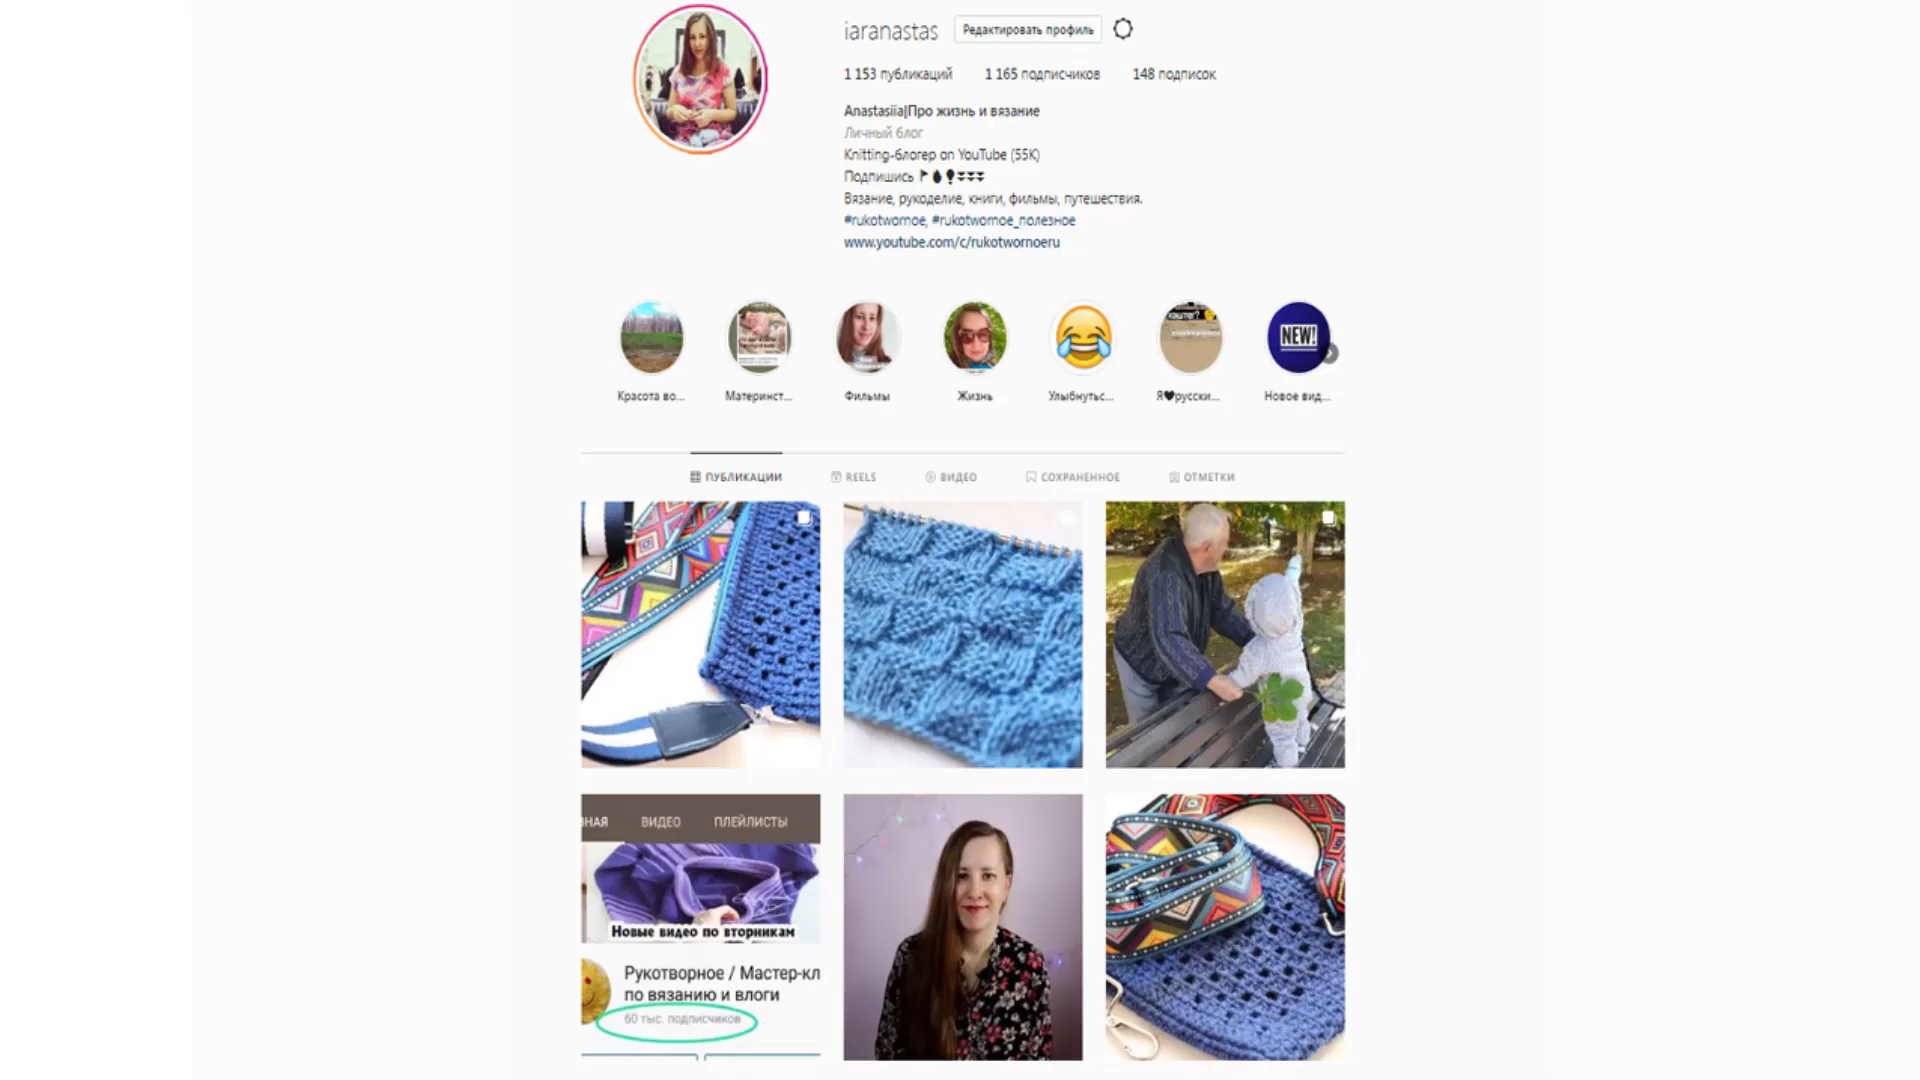 iaranastas Редактировать профиль
1 153 публикаций 1 165 подписчиков 148 подписок
Anastasiia|Про жизнь и вязание
Личный блог
Knitting-блогер on YouTube (55K)
Подпишись
Вязание, рукоделие, книги, фильмы, путешествия.
#rukotwornoe, #rukotwornoe_полезное
www.youtube.com/c/rukotwornoeru
NEW!
Красота во... Материнст... Фильмы Жизнь Улыбнутьс... Я♥русски... Новое вид...
ПУБЛИКАЦИИ REELS ВИДЕО СОХРАНЕННОЕ ОТМЕТКИ
ВНАЯ ВИДЕО ПЛЕЙЛИСТЫ
Новые видео по вторникам
Рукотворное / Мастер-кл
по вязанию и влоги
60 тыс. подписчиков